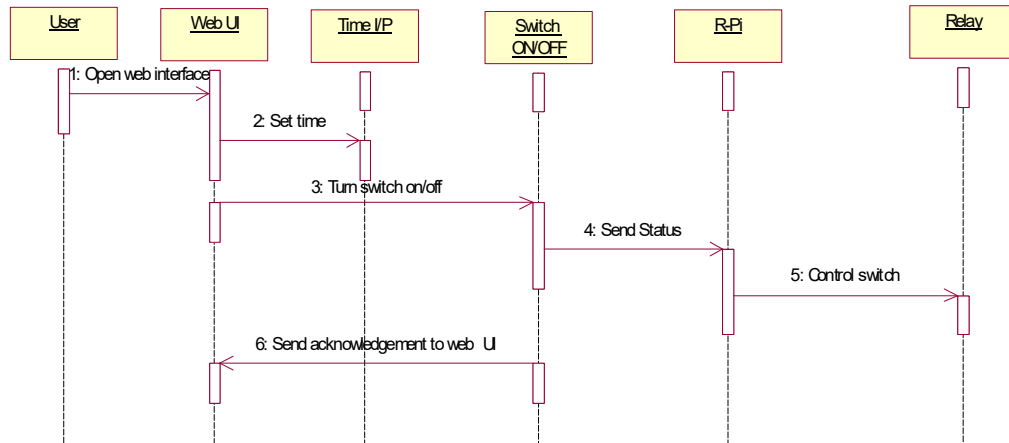 User
Web UI
Time I/P
Switch
ON/OFF
R-Pi
Relay
1: Open web interface
2: Set time
3: Turn switch on/off
4: Send Status
5: Control switch
6: Send acknowledgement to web UI